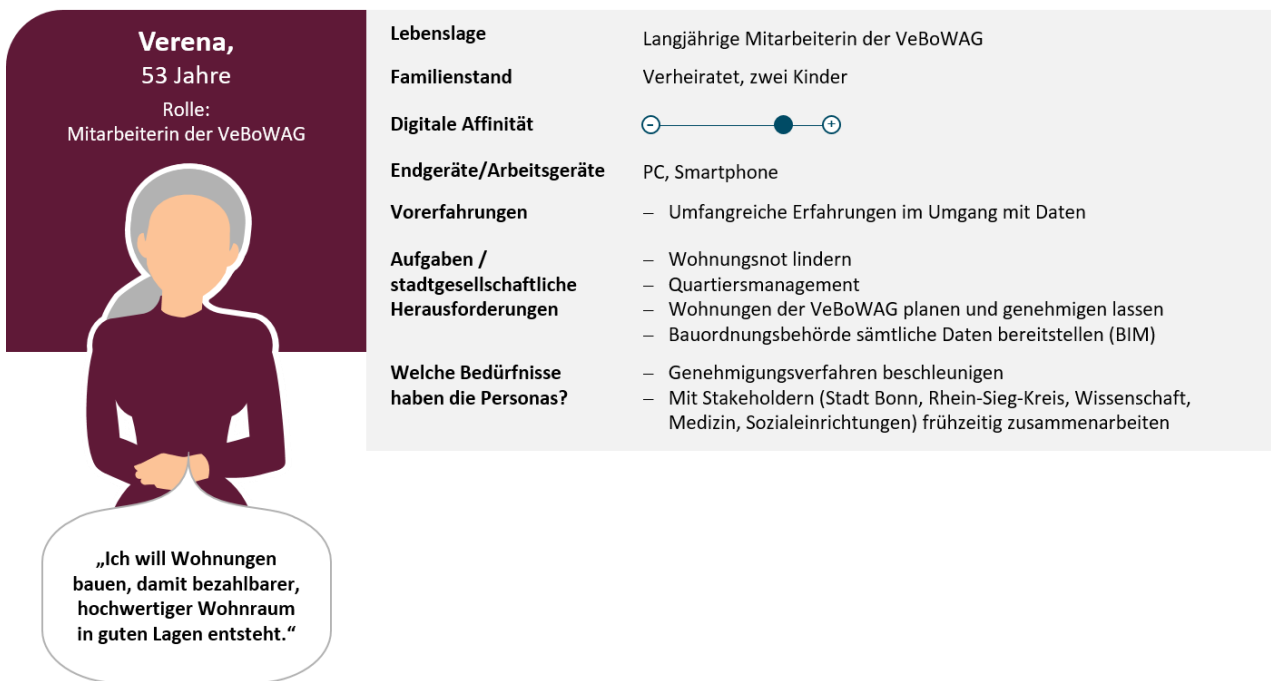 Verena,
53 Jahre
Rolle:
Mitarbeiterin der VeBoWAG
Lebenslage
Langjährige Mitarbeiterin der VeBoWAG
Familienstand
Verheiratet, zwei Kinder
Digitale Affinität
- +
Endgeräte/Arbeitsgeräte
PC, Smartphone
Vorerfahrungen
– Umfangreiche Erfahrungen im Umgang mit Daten
Aufgaben /
stadtgesellschaftliche
Herausforderungen
– Wohnungsnot lindern
– Quartiersmanagement
– Wohnungen der VeBoWAG planen und genehmigen lassen
– Bauordnungsbehörde sämtliche Daten bereitstellen (BIM)
Welche Bedürfnisse
haben die Personas?
– Genehmigungsverfahren beschleunigen
– Mit Stakeholdern (Stadt Bonn, Rhein-Sieg-Kreis, Wissenschaft,
Medizin, Sozialeinrichtungen) frühzeitig zusammenarbeiten
„Ich will Wohnungen
bauen, damit bezahlbarer,
hochwertiger Wohnraum
in guten Lagen entsteht.“